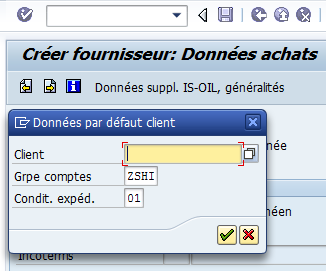 Créer fournisseur: Données achats
Données suppl. IS-OIL, généralités
Données par défaut client
Client
Grpe comptes ZSHI
Condit. expéd. 01
Incoterms